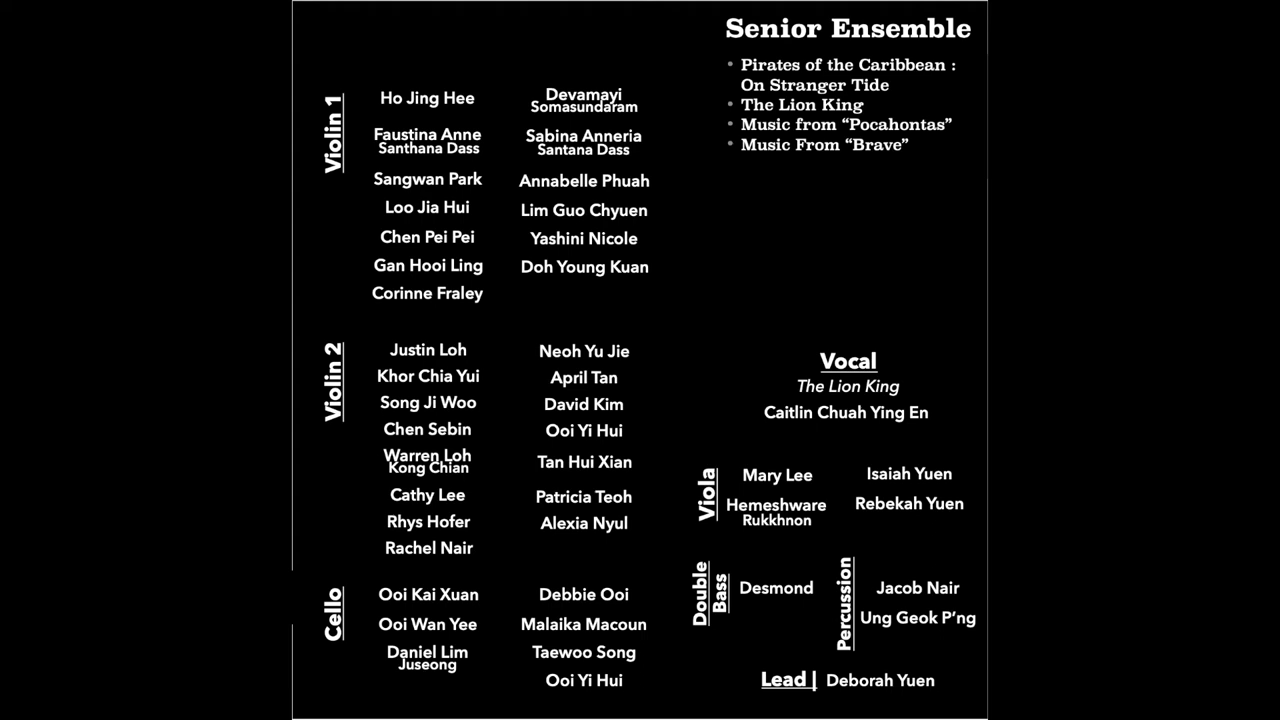 Senior Ensemble
• Pirates of the Caribbean :
On Stranger Tide
• The Lion King
• Music from “Pocahontas”
• Music From “Brave”
Violin 1
Ho Jing Hee
Faustina Anne
Santhana Dass
Sangwan Park
Loo Jia Hui
Chen Pei Pei
Gan Hooi Ling
Corinne Fraley
Devamayi
Somasundaram
Sabina Anneria
Santana Dass
Annabelle Phuah
Lim Guo Chyuen
Yashini Nicole
Doh Young Kuan
Violin 2
Justin Loh
Khor Chia Yui
Song Ji Woo
Chen Sebin
Warren Loh
Kong Chian
Cathy Lee
Rhys Hofer
Rachel Nair
Neoh Yu Jie
April Tan
David Kim
Ooi Yi Hui
Tan Hui Xian
Patricia Teoh
Alexia Nyul
Cello
Ooi Kai Xuan
Ooi Wan Yee
Daniel Lim
Juseong
Debbie Ooi
Malaika Macoun
Taewoo Song
Ooi Yi Hui
Vocal
The Lion King
Caitlin Chuah Ying En
Viola
Mary Lee
Hemeshware
Rukkhnon
Isaiah Yuen
Rebekah Yuen
Double
Bass
Desmond
Percussion
Jacob Nair
Ung Geok P’ng
Lead | Deborah Yuen